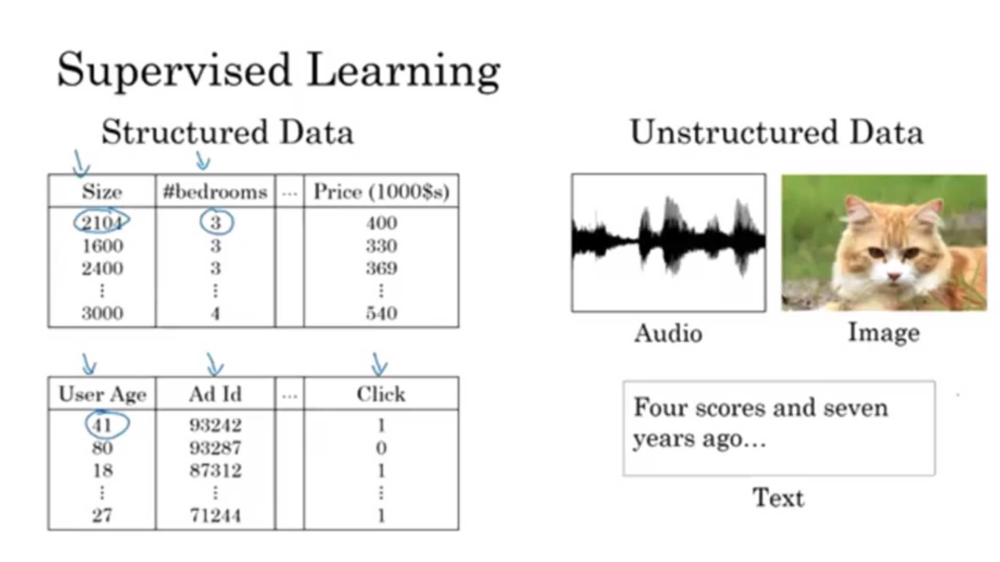 Supervised Learning
Structured Data
Size #bedrooms ... Price (1000$s)
2104 3 400
1600 3 330
2400 3 369
⋮ ⋮ ⋮
3000 4 540
User Age Ad Id ... Click
41 93242 1
80 93287 0
18 87312 1
⋮ ⋮ ⋮
27 71244 1
Unstructured Data
Audio
Image
Four scores and seven
years ago...
Text